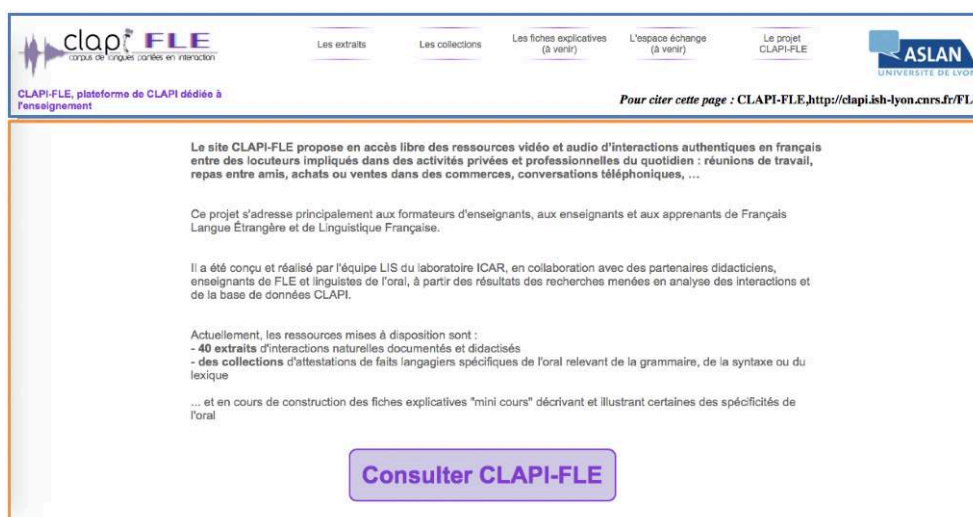 clapi FLE
corpus de langues parlées en interaction
Les extraits
Les collections
Les fiches explicatives
(à venir)
L'espace échange
(à venir)
Le projet
CLAPI-FLE
ASLAN
UNIVERSITE DE LYON
CLAPI-FLE, plateforme de CLAPI dédiée à
l'enseignement
Pour citer cette page : CLAPI-FLE,http://clapi.ish-lyon.cnrs.fr/FL
Le site CLAPI-FLE propose en accès libre des ressources vidéo et audio d'interactions authentiques en français
entre des locuteurs impliqués dans des activités privées et professionnelles du quotidien : réunions de travail,
repas entre amis, achats ou ventes dans des commerces, conversations téléphoniques, ...
Ce projet s'adresse principalement aux formateurs d'enseignants, aux enseignants et aux apprenants de Français
Langue Étrangère et de Linguistique Française.
Il a été conçu et réalisé par l'équipe LIS du laboratoire ICAR, en collaboration avec des partenaires didacticiens,
enseignants de FLE et linguistes de l'oral, à partir des résultats des recherches menées en analyse des interactions et
de la base de données CLAPI.
Actuellement, les ressources mises à disposition sont :
- 40 extraits d'interactions naturelles documentés et didactisés
- des collections d'attestations de faits langagiers spécifiques de l'oral relevant de la grammaire, de la syntaxe ou du
lexique
... et en cours de construction des fiches explicatives "mini cours" décrivant et illustrant certaines des spécificités de
l'oral
Consulter CLAPI-FLE